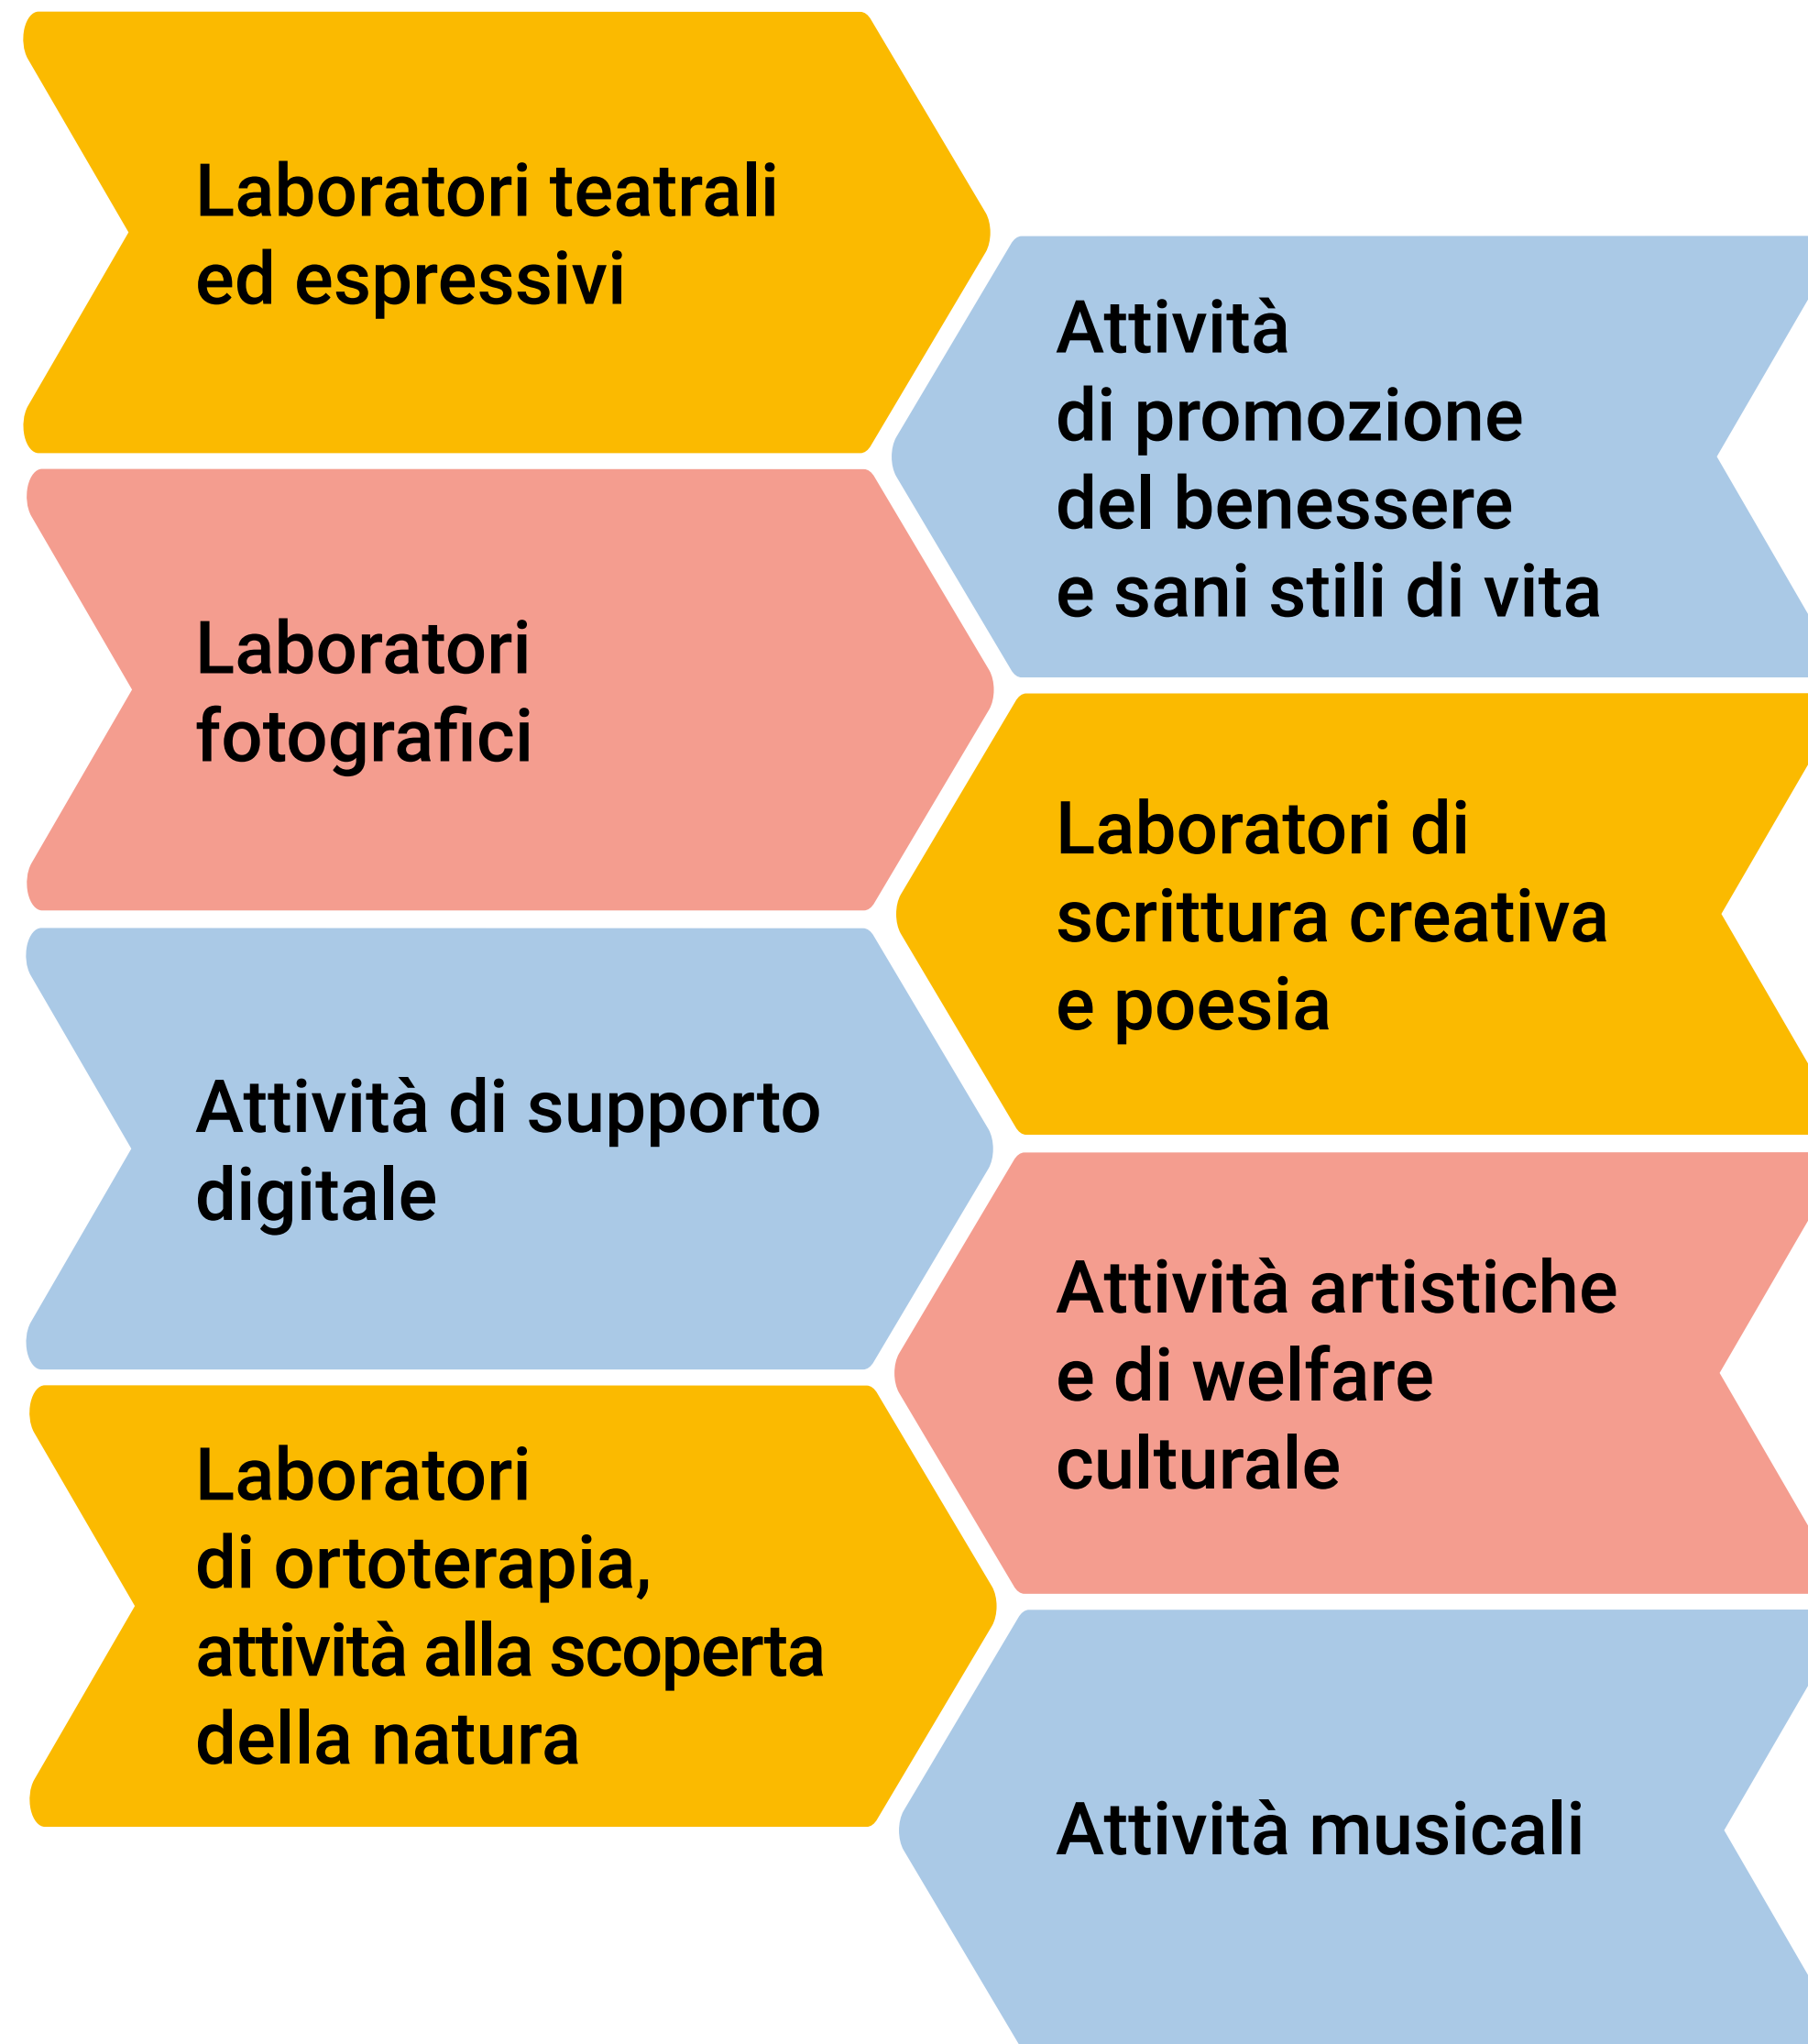 Laboratori teatrali
ed espressivi
Attività
di promozione
del benessere
e sani stili di vita
Laboratori
fotografici
Laboratori di
scrittura creativa
e poesia
Attività di supporto
digitale
Attività artistiche
e di welfare
culturale
Laboratori
di ortoterapia,
attività alla scoperta
della natura
Attività musicali